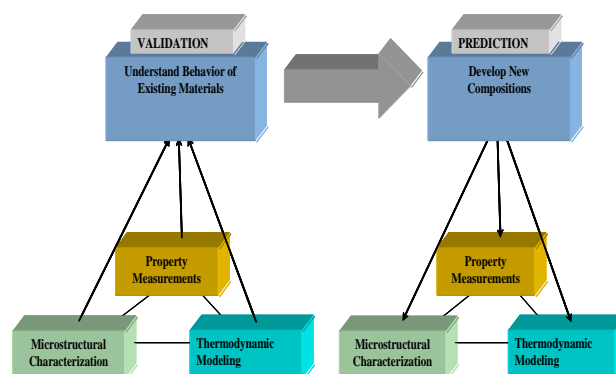 VALIDATION
Understand Behavior of
Existing Materials
PREDICTION
Develop New
Compositions
Property
Measurements
Microstructural
Characterization
Thermodynamic
Modeling
Property
Measurements
Microstructural
Characterization
Thermodynamic
Modeling